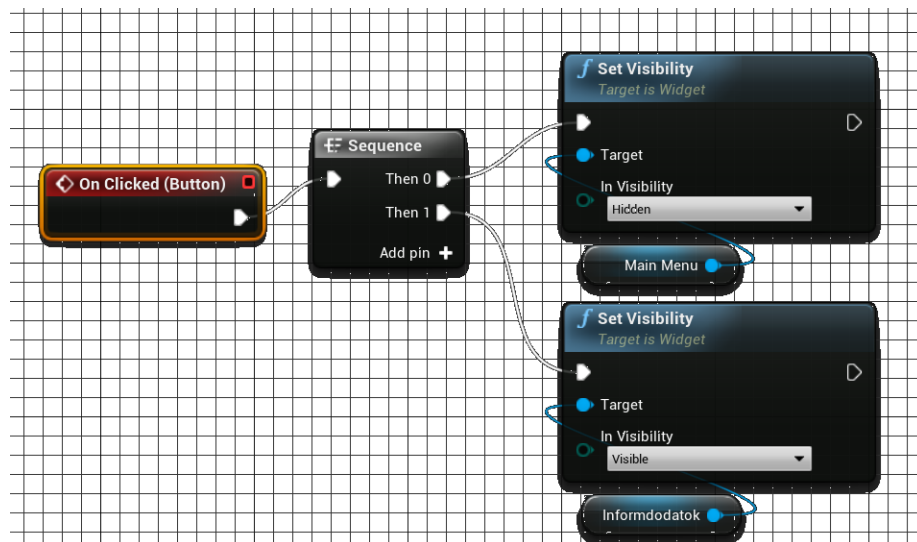 On Clicked (Button)
Sequence
Then 0
Then 1
Add pin
f Set Visibility
Target is Widget
Target
In Visibility
Hidden
Main Menu
f Set Visibility
Target is Widget
Target
In Visibility
Visible
Informdodatok